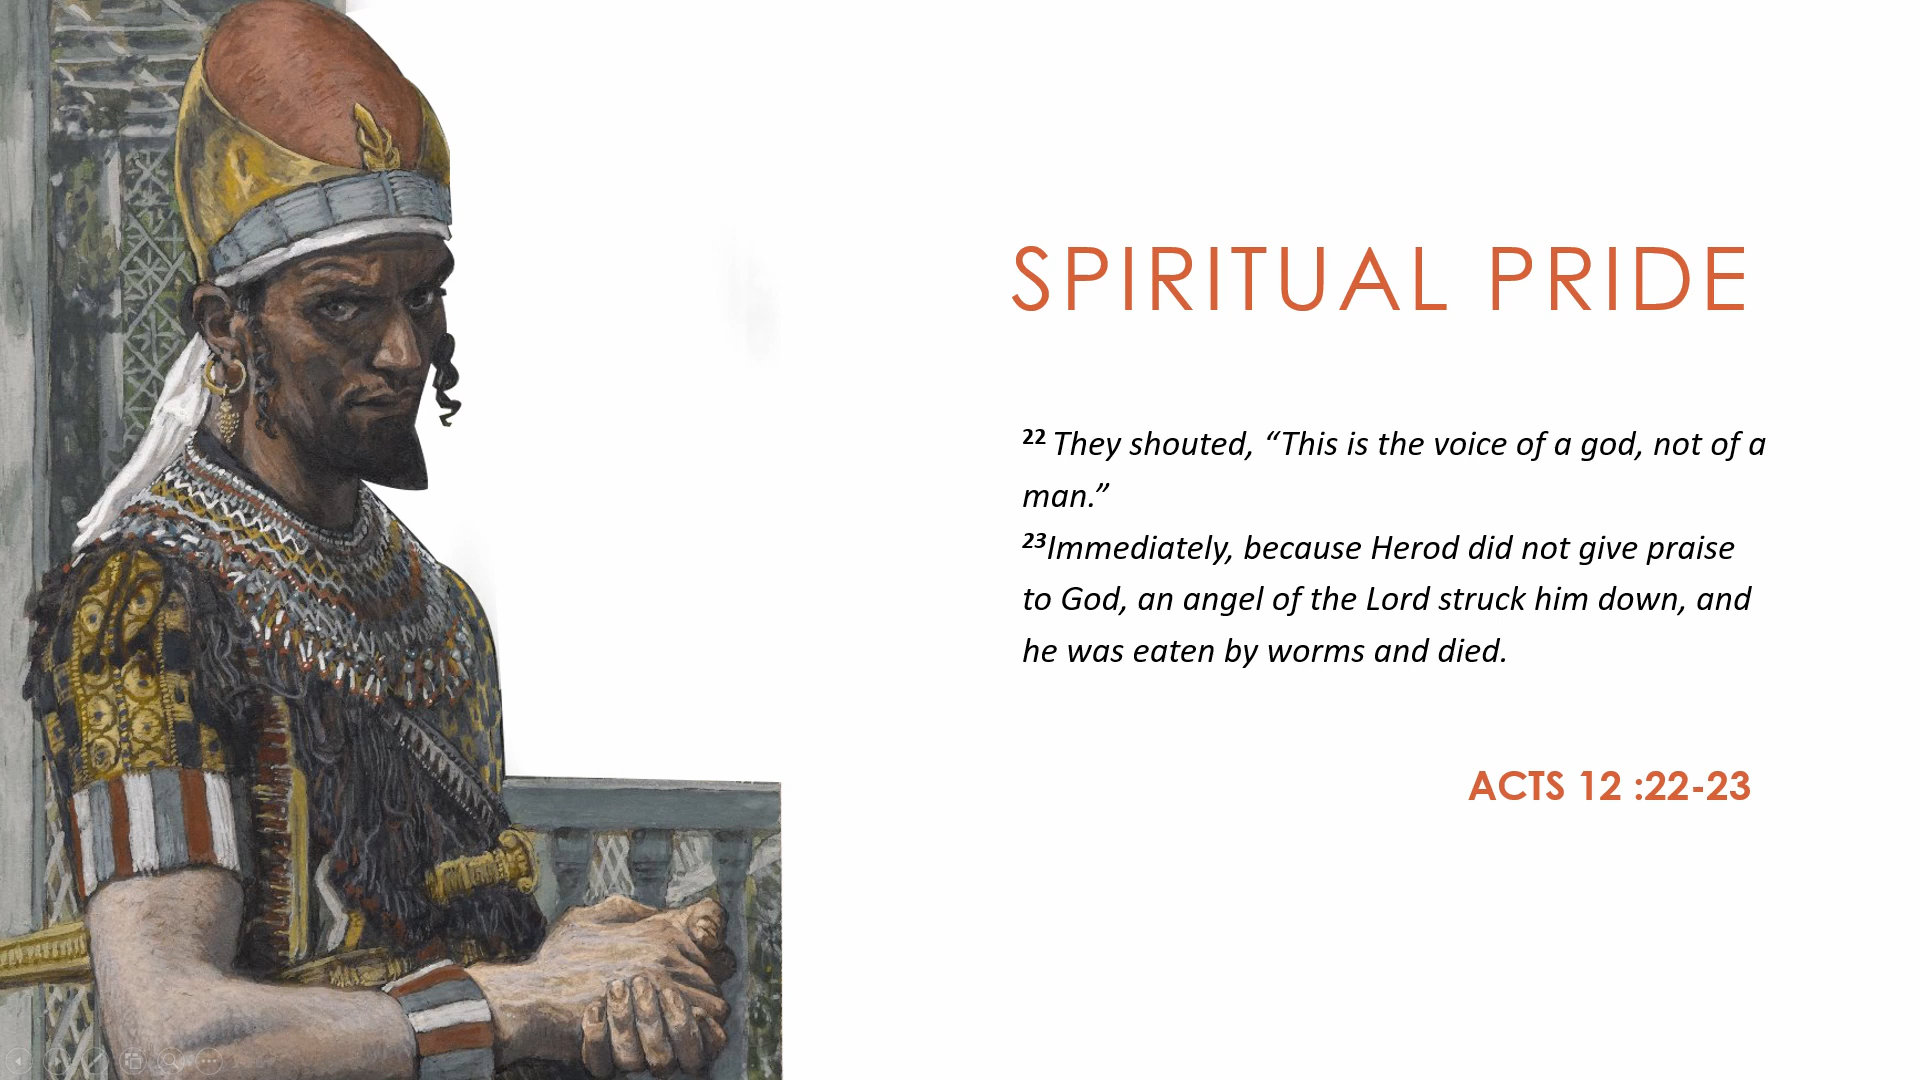 SPIRITUAL PRIDE
22 They shouted, “This is the voice of a god, not of a
man.”
23Immediately, because Herod did not give praise
to God, an angel of the Lord struck him down, and
he was eaten by worms and died.
ACTS 12 :22-23